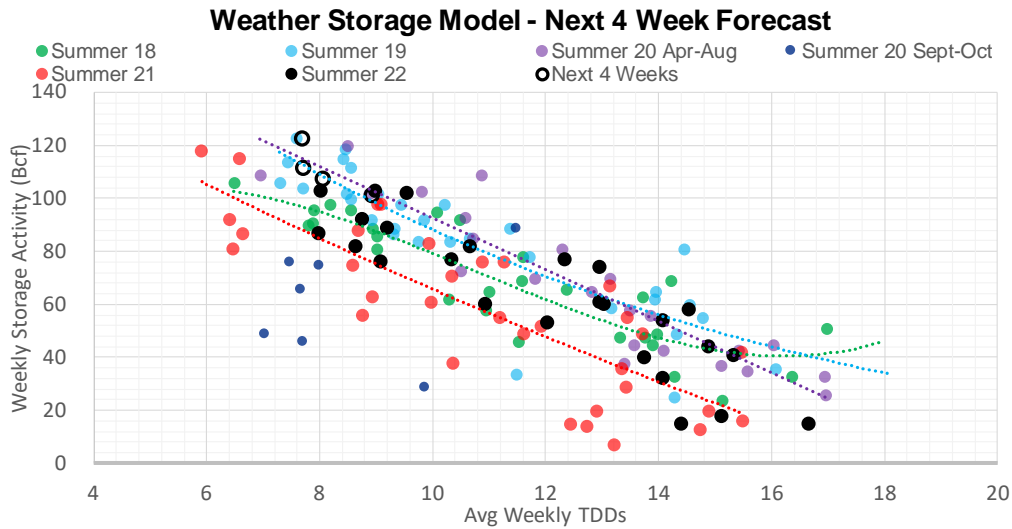 Weather Storage Model - Next 4 Week Forecast
Summer 18 Summer 19 Summer 20 Apr-Aug Summer 20 Sept-Oct
Summer 21 Summer 22 Next 4 Weeks
Weekly Storage Activity (Bcf)
140
120
100
80
60
40
20
0
4 6 8 10 12 14 16 18 20
Avg Weekly TDDs